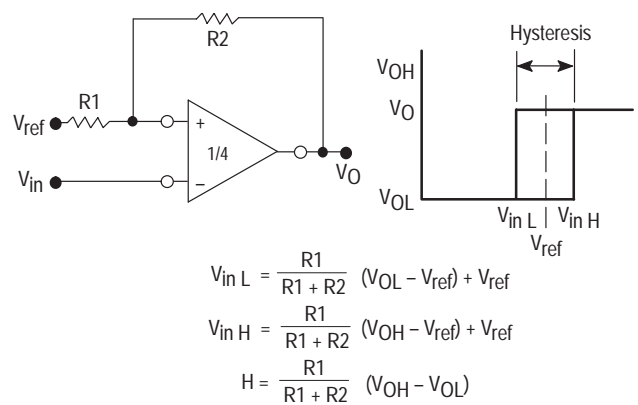 R2
R1
Vref
+
1/4
Vin
–
VO
Hysteresis
VOH
VO
VOL
Vin L
Vin H
Vref
Vin L = R1 / (R1 + R2) (VOL – Vref) + Vref
Vin H = R1 / (R1 + R2) (VOH – Vref) + Vref
H = R1 / (R1 + R2) (VOH – VOL)